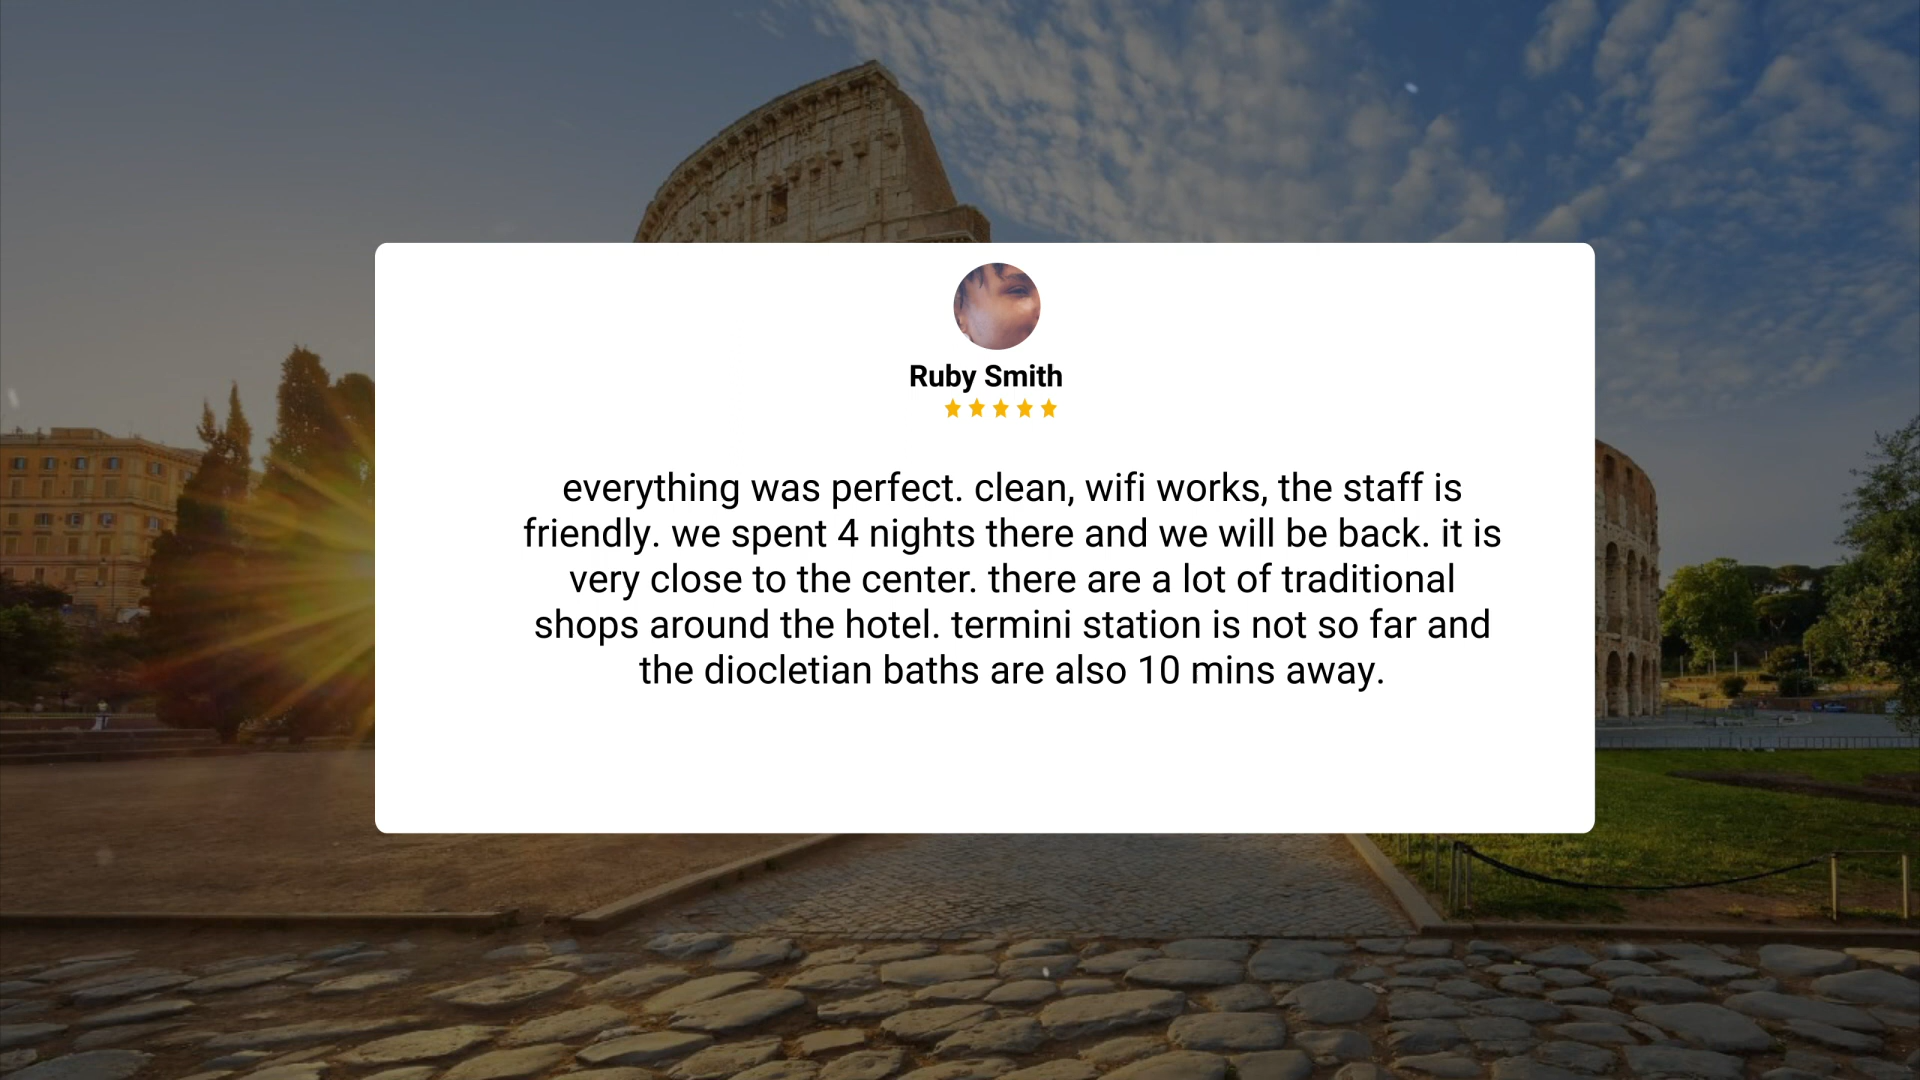 Ruby Smith
everything was perfect. clean, wifi works, the staff is
friendly. we spent 4 nights there and we will be back. it is
very close to the center. there are a lot of traditional
shops around the hotel. termini station is not so far and
the diocletian baths are also 10 mins away.